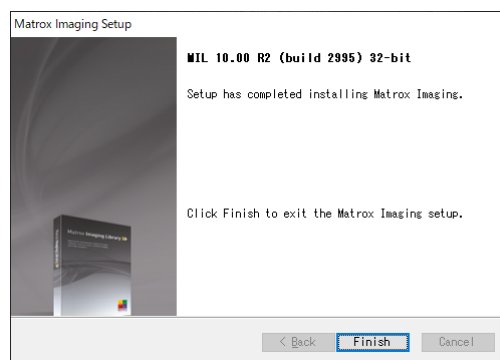 Matrox Imaging Setup
MIL 10.00 R2 (build 2995) 32-bit
Setup has completed installing Matrox Imaging.
Click Finish to exit the Matrox Imaging setup.
Matrox Imaging Library 10
< Back
Finish
Cancel